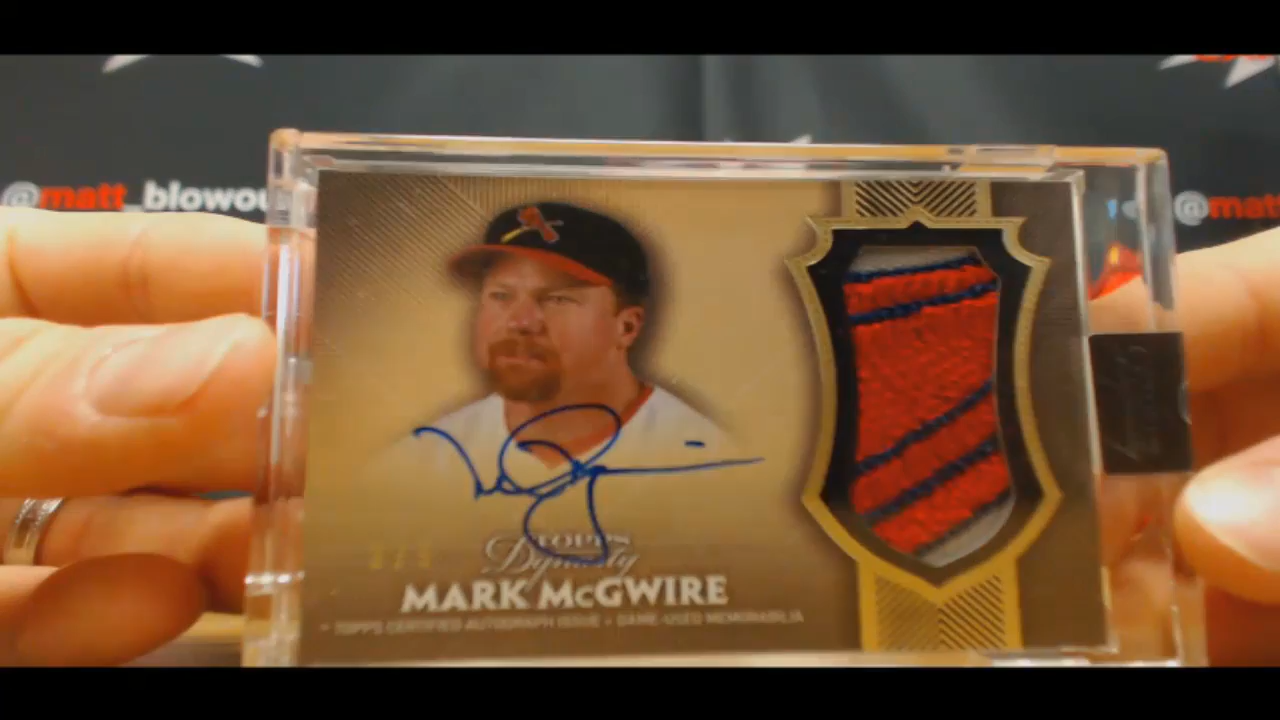 @matt_blowou
@matt
TOPPS
Dynasty
MARK McGWIRE
• TOPPS CERTIFIED AUTOGRAPH ISSUE • GAME-USED MEMORABILIA